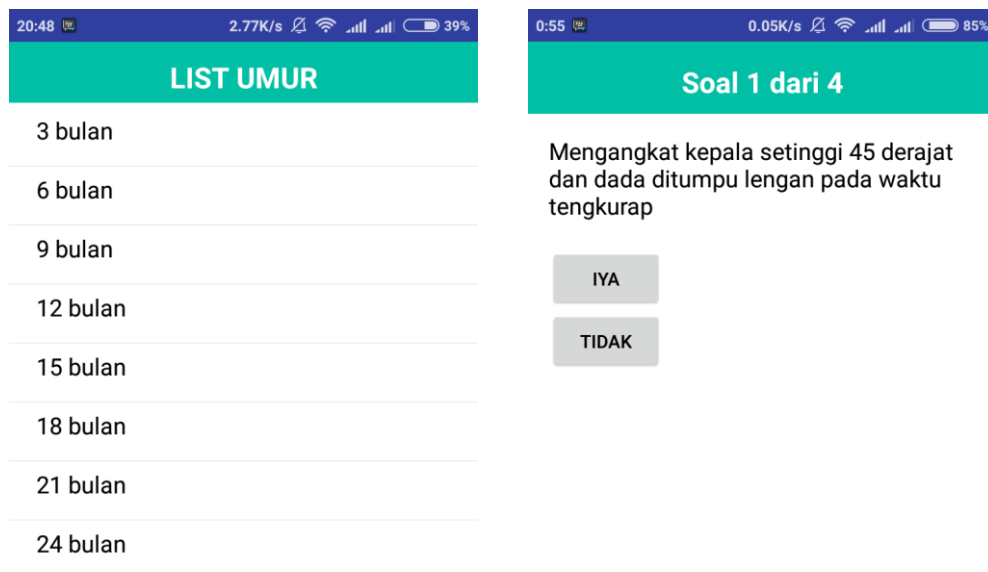 20:48
2.77K/s
39%
LIST UMUR
3 bulan
6 bulan
9 bulan
12 bulan
15 bulan
18 bulan
21 bulan
24 bulan
0:55
0.05K/s
85%
Soal 1 dari 4
Mengangkat kepala setinggi 45 derajat
dan dada ditumpu lengan pada waktu
tengkurap
IYA
TIDAK